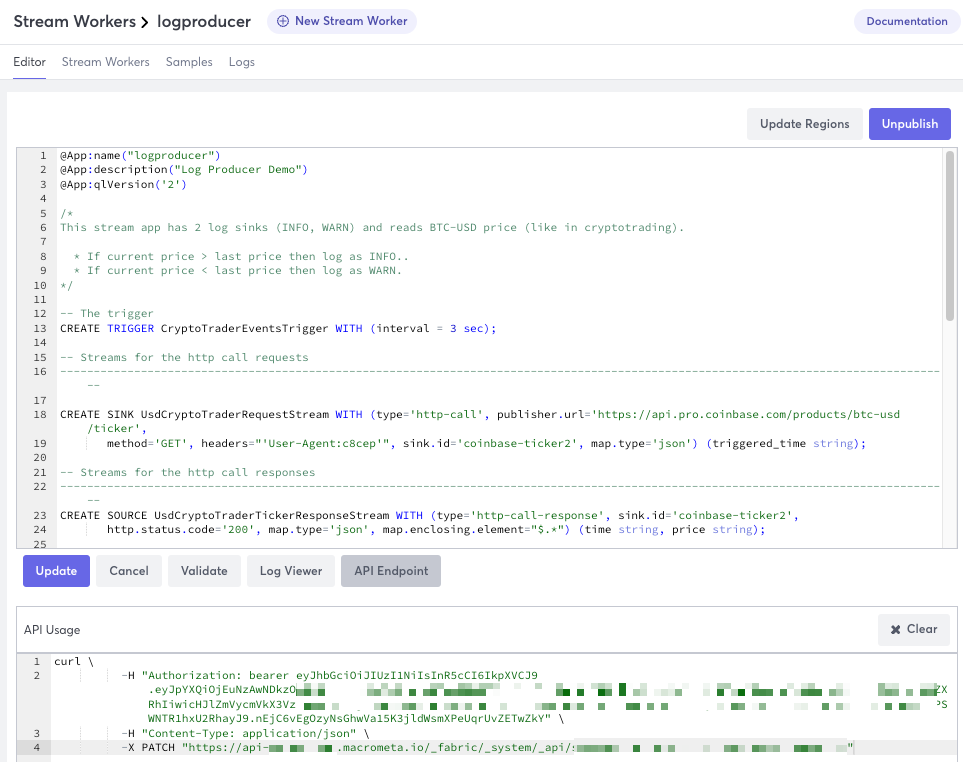 Stream Workers > logproducer
New Stream Worker
Documentation
Editor
Stream Workers
Samples
Logs
Update Regions
Unpublish
1 @App:name("logproducer")
2 @App:description("Log Producer Demo")
3 @App:qlVersion('2')
4
5 /*
6 This stream app has 2 log sinks (INFO, WARN) and reads BTC-USD price (like in cryptotrading).
7
8 * If current price > last price then log as INFO..
9 * If current price < last price then log as WARN.
10 */
11
12 -- The trigger
13 CREATE TRIGGER CryptoTraderEventsTrigger WITH (interval = 3 sec);
14
15 -- Streams for the http call requests
16 -----------------------------------------------------------------------------------------------------------------------------------
--
17
18 CREATE SINK UsdCryptoTraderRequestStream WITH (type='http-call', publisher.url='https://api.pro.coinbase.com/products/btc-usd
/ticker',
19 method='GET', headers="'User-Agent:c8cep'", sink.id='coinbase-ticker2', map.type='json') (triggered_time string);
20
21 -- Streams for the http call responses
22 -----------------------------------------------------------------------------------------------------------------------------------
--
23 CREATE SOURCE UsdCryptoTraderTickerResponseStream WITH (type='http-call-response', sink.id='coinbase-ticker2',
24 http.status.code='200', map.type='json', map.enclosing.element="$.*") (time string, price string);
25
Update
Cancel
Validate
Log Viewer
API Endpoint
API Usage
Clear
1 curl \
2 -H "Authorization: bearer eyJhbGciOiJIUzI1NiIsInR5cCI6IkpXVCJ9
.eyJpYXQiOjEuNzAwNDkzO ZX
RhIiwicHJlZmVycmVkX3Vz PS
WNTR1hxU2RhayJ9.nEjC6vEgOzyNsGhwVa15K3jldWsmXPeUqrUvZETwZkY" \
3 -H "Content-Type: application/json" \
4 -X PATCH "https://api- .macrometa.io/_fabric/_system/_api/ "